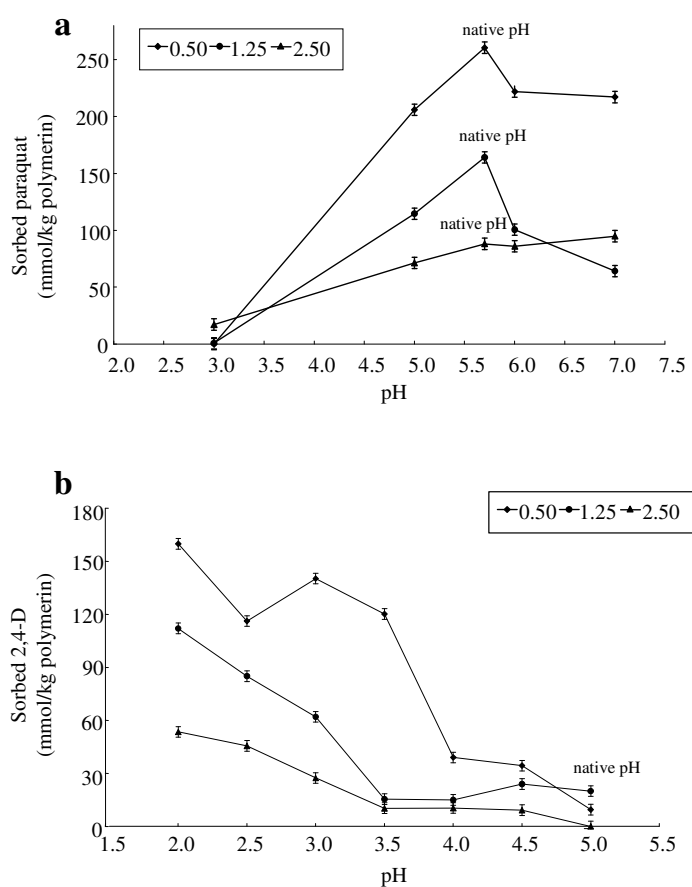 a
0.50 1.25 2.50
250
200
150
100
50
0
Sorbed paraquat
(mmol/kg polymerin)
native pH
native pH
native pH
2.0 2.5 3.0 3.5 4.0 4.5 5.0 5.5 6.0 6.5 7.0 7.5
pH
b
0.50 1.25 2.50
180
150
120
90
60
30
0
Sorbed 2,4-D
(mmol/kg polymerin)
native pH
1.5 2.0 2.5 3.0 3.5 4.0 4.5 5.0 5.5
pH